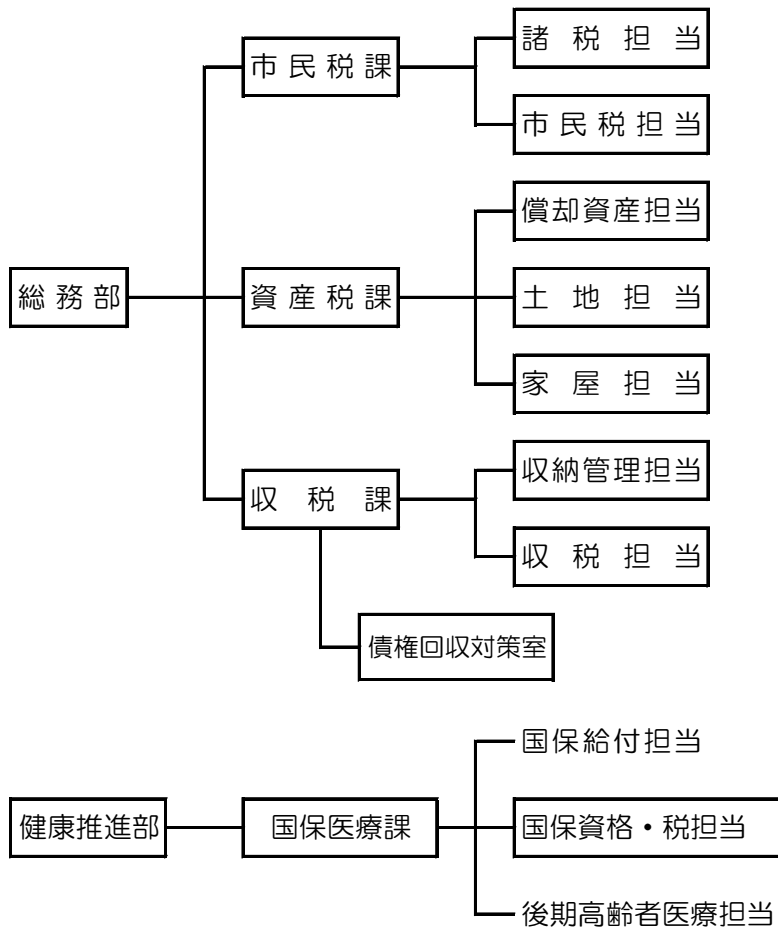 総務部
市民税課
諸税担当
市民税担当
資産税課
償却資産担当
土地担当
家屋担当
収税課
収納管理担当
収税担当
債権回収対策室
健康推進部
国保医療課
国保給付担当
国保資格・税担当
後期高齢者医療担当